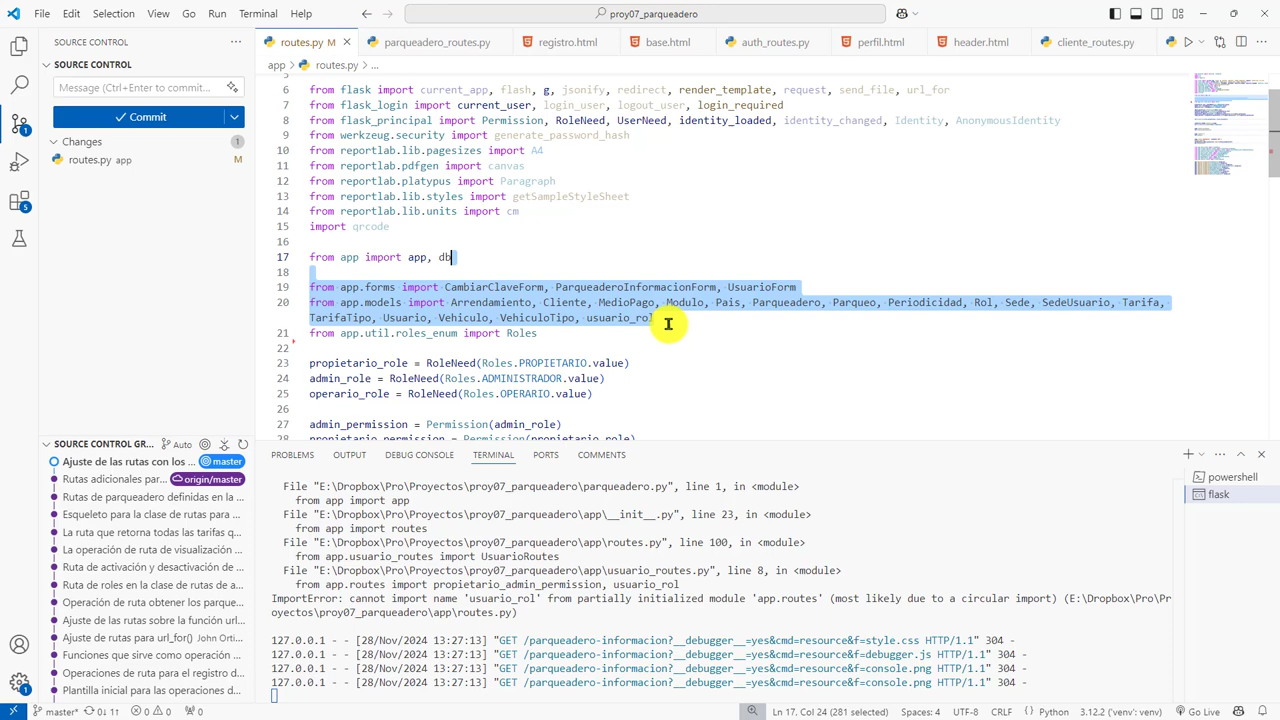 File Edit Selection View Go Run Terminal Help
proy07_parqueadero
SOURCE CONTROL
SOURCE CONTROL
Message (Ctrl+Enter to commit...
Commit
Changes
1
routes.py app
M
routes.py M
parqueadero_routes.py
registro.html
base.html
auth_routes.py
perfil.html
header.html
cliente_routes.py
app > routes.py > ...
6 from flask import current_app, jsonify, redirect, render_template, request, send_file, url_for
7 from flask_login import current_user, login_user, logout_user, login_required
8 from flask_principal import Permission, RoleNeed, UserNeed, identity_loaded, identity_changed, Identity, AnonymousIdentity
9 from werkzeug.security import generate_password_hash
10 from reportlab.lib.pagesizes import A4
11 from reportlab.pdfgen import canvas
12 from reportlab.platypus import Paragraph
13 from reportlab.lib.styles import getSampleStyleSheet
14 from reportlab.lib.units import cm
15 import qrcode
16
17 from app import app, db
18
19 from app.forms import CambiarClaveForm, ParqueaderoInformacionForm, UsuarioForm
20 from app.models import Arrendamiento, Cliente, MedioPago, Modulo, Pais, Parqueadero, Parqueo, Periodicidad, Rol, Sede, SedeUsuario, Tarifa,
TarifaTipo, Usuario, Vehiculo, VehiculoTipo, usuario_rol
21 from app.util.roles_enum import Roles
22
23 propietario_role = RoleNeed(Roles.PROPIETARIO.value)
24 admin_role = RoleNeed(Roles.ADMINISTRADOR.value)
25 operario_role = RoleNeed(Roles.OPERARIO.value)
26
27 admin_permission = Permission(admin_role)
28 propietario_permission = Permission(propietario_role)
SOURCE CONTROL GR...
Auto
Ajuste de las rutas con los ... master
Rutas adicionales par... origin/master
Rutas de parqueadero definidas en la ...
Esqueleto para la clase de rutas para ...
La ruta que retorna todas las tarifas q...
La operación de ruta de visualización ...
Ruta de activación y desactivación de ...
Ruta de roles en la clase de rutas de a...
Operación de ruta obtener los parque...
Ajuste de las rutas sobre la función url...
Ajuste de rutas para url_for() John Orti...
Funciones que sirve como operación ...
Operaciones de ruta para el registro d...
Plantilla inicial para las operaciones d...
PROBLEMS OUTPUT DEBUG CONSOLE TERMINAL PORTS COMMENTS
powershell
flask
File "E:\Dropbox\Pro\Proyectos\proy07_parqueadero\parqueadero.py", line 1, in <module>
from app import app
File "E:\Dropbox\Pro\Proyectos\proy07_parqueadero\app\__init__.py", line 23, in <module>
from app import routes
File "E:\Dropbox\Pro\Proyectos\proy07_parqueadero\app\routes.py", line 100, in <module>
from app.usuario_routes import UsuarioRoutes
File "E:\Dropbox\Pro\Proyectos\proy07_parqueadero\app\usuario_routes.py", line 8, in <module>
from app.routes import propietario_admin_permission, usuario_rol
ImportError: cannot import name 'usuario_rol' from partially initialized module 'app.routes' (most likely due to a circular import) (E:\Dropbox\Pro\Pr
oyectos\proy07_parqueadero\app\routes.py)
127.0.0.1 - - [28/Nov/2024 13:27:13] "GET /parqueadero-informacion?__debugger__=yes&cmd=resource&f=style.css HTTP/1.1" 304 -
127.0.0.1 - - [28/Nov/2024 13:27:13] "GET /parqueadero-informacion?__debugger__=yes&cmd=resource&f=debugger.js HTTP/1.1" 304 -
127.0.0.1 - - [28/Nov/2024 13:27:13] "GET /parqueadero-informacion?__debugger__=yes&cmd=resource&f=console.png HTTP/1.1" 304 -
127.0.0.1 - - [28/Nov/2024 13:27:13] "GET /parqueadero-informacion?__debugger__=yes&cmd=resource&f=console.png HTTP/1.1" 304 -
master* 0↓ 1↑ 0 0 0 Ln 17, Col 24 (281 selected) Spaces: 4 UTF-8 CRLF Python 3.12.2 ('venv': venv) Go Live